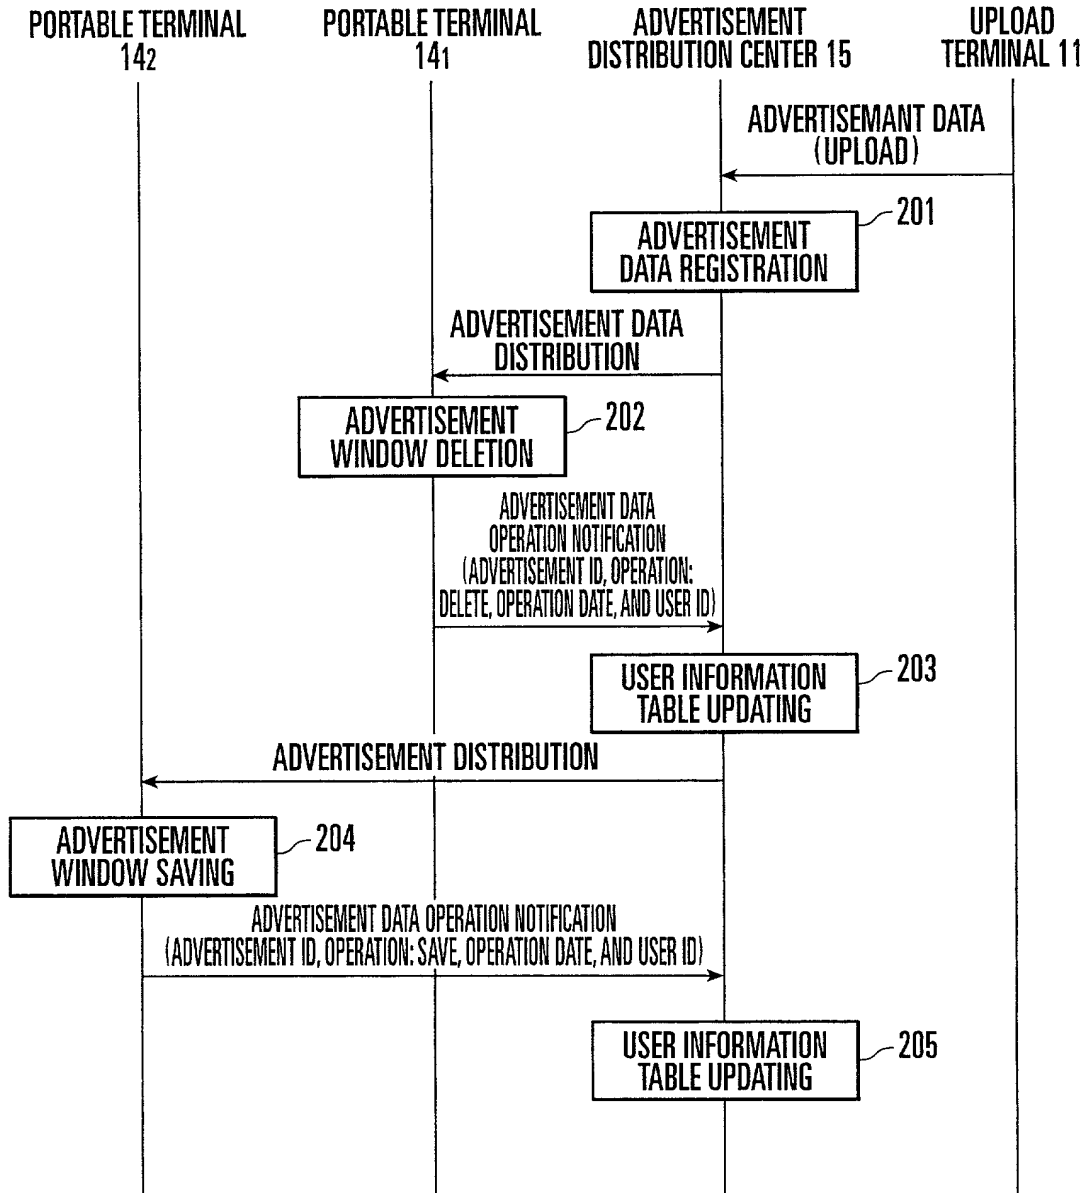 PORTABLE TERMINAL
14₂
PORTABLE TERMINAL
14₁
ADVERTISEMENT
DISTRIBUTION CENTER 15
UPLOAD
TERMINAL 11
ADVERTISEMANT DATA
(UPLOAD)
201
ADVERTISEMENT
DATA REGISTRATION
ADVERTISEMENT DATA
DISTRIBUTION
202
ADVERTISEMENT
WINDOW DELETION
ADVERTISEMENT DATA
OPERATION NOTIFICATION
(ADVERTISEMENT ID, OPERATION:
DELETE, OPERATION DATE, AND USER ID)
203
USER INFORMATION
TABLE UPDATING
ADVERTISEMENT DISTRIBUTION
204
ADVERTISEMENT
WINDOW SAVING
ADVERTISEMENT DATA OPERATION NOTIFICATION
(ADVERTISEMENT ID, OPERATION: SAVE, OPERATION DATE, AND USER ID)
205
USER INFORMATION
TABLE UPDATING